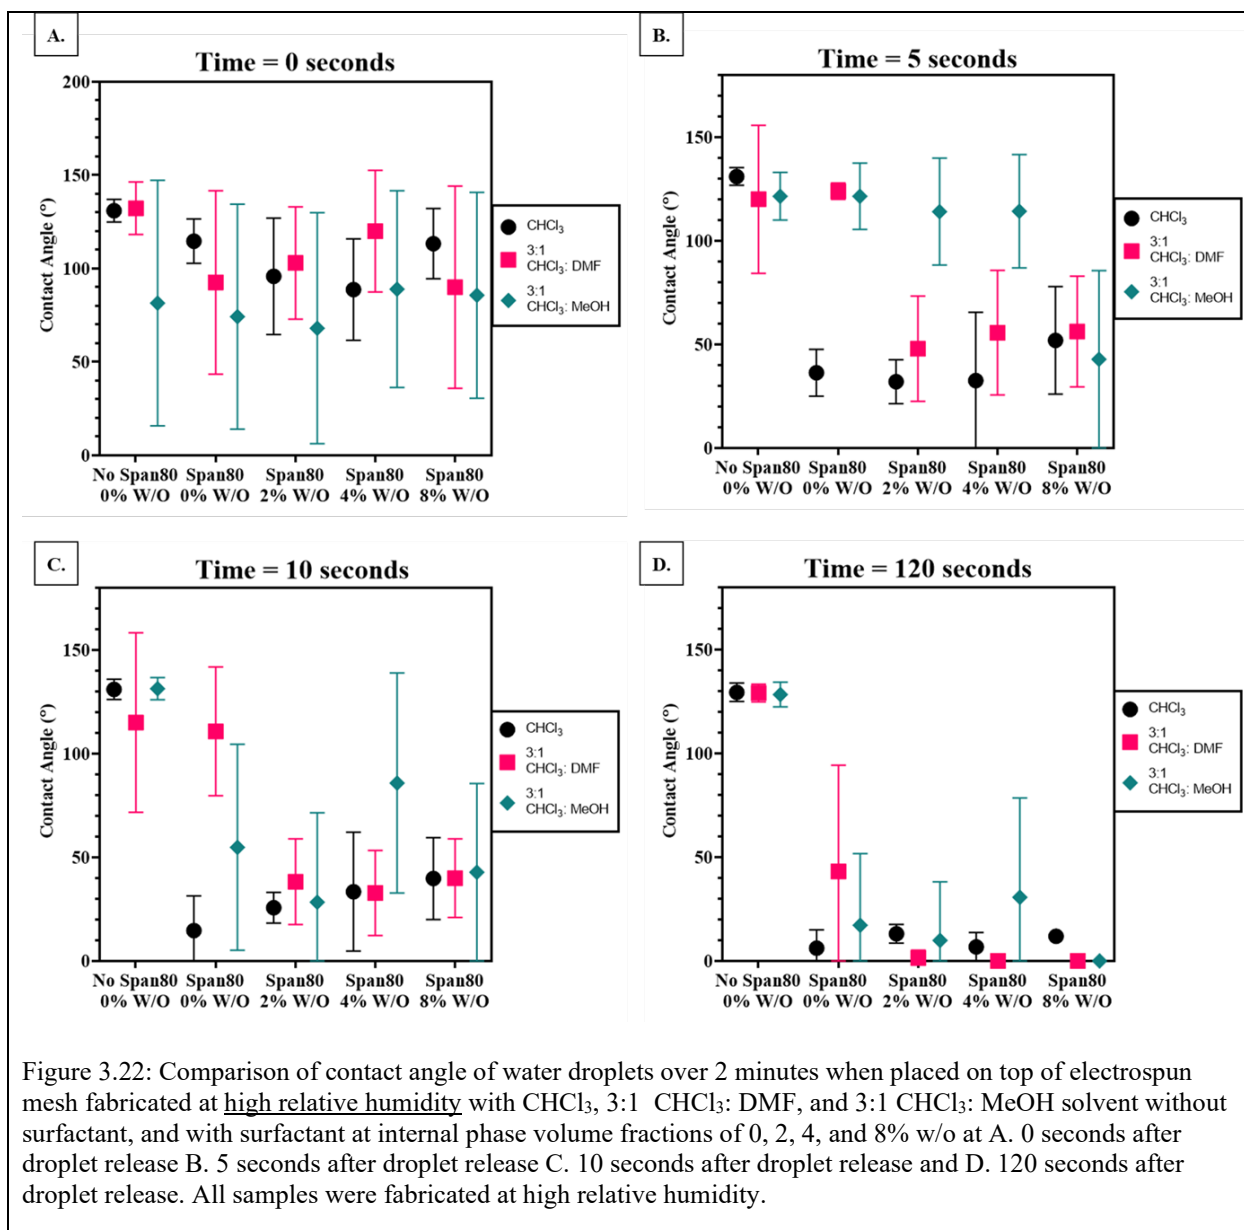 A.
Time = 0 seconds
Contact Angle (º)
200
150
100
50
0
No Span80 Span80 Span80 Span80 Span80
0% W/O 0% W/O 2% W/O 4% W/O 8% W/O
CHCl₃
3:1
CHCl₃: DMF
3:1
CHCl₃: MeOH
B.
Time = 5 seconds
Contact Angle (º)
150
100
50
0
No Span80 Span80 Span80 Span80 Span80
0% W/O 0% W/O 2% W/O 4% W/O 8% W/O
CHCl₃
3:1
CHCl₃: DMF
3:1
CHCl₃: MeOH
C.
Time = 10 seconds
Contact Angle (º)
150
100
50
0
No Span80 Span80 Span80 Span80 Span80
0% W/O 0% W/O 2% W/O 4% W/O 8% W/O
CHCl₃
3:1
CHCl₃: DMF
3:1
CHCl₃: MeOH
D.
Time = 120 seconds
Contact Angle (º)
150
100
50
0
No Span80 Span80 Span80 Span80 Span80
0% W/O 0% W/O 2% W/O 4% W/O 8% W/O
CHCl₃
3:1
CHCl₃: DMF
3:1
CHCl₃: MeOH
Figure 3.22: Comparison of contact angle of water droplets over 2 minutes when placed on top of electrospun
mesh fabricated at high relative humidity with CHCl₃, 3:1 CHCl₃: DMF, and 3:1 CHCl₃: MeOH solvent without
surfactant, and with surfactant at internal phase volume fractions of 0, 2, 4, and 8% w/o at A. 0 seconds after
droplet release B. 5 seconds after droplet release C. 10 seconds after droplet release and D. 120 seconds after
droplet release. All samples were fabricated at high relative humidity.